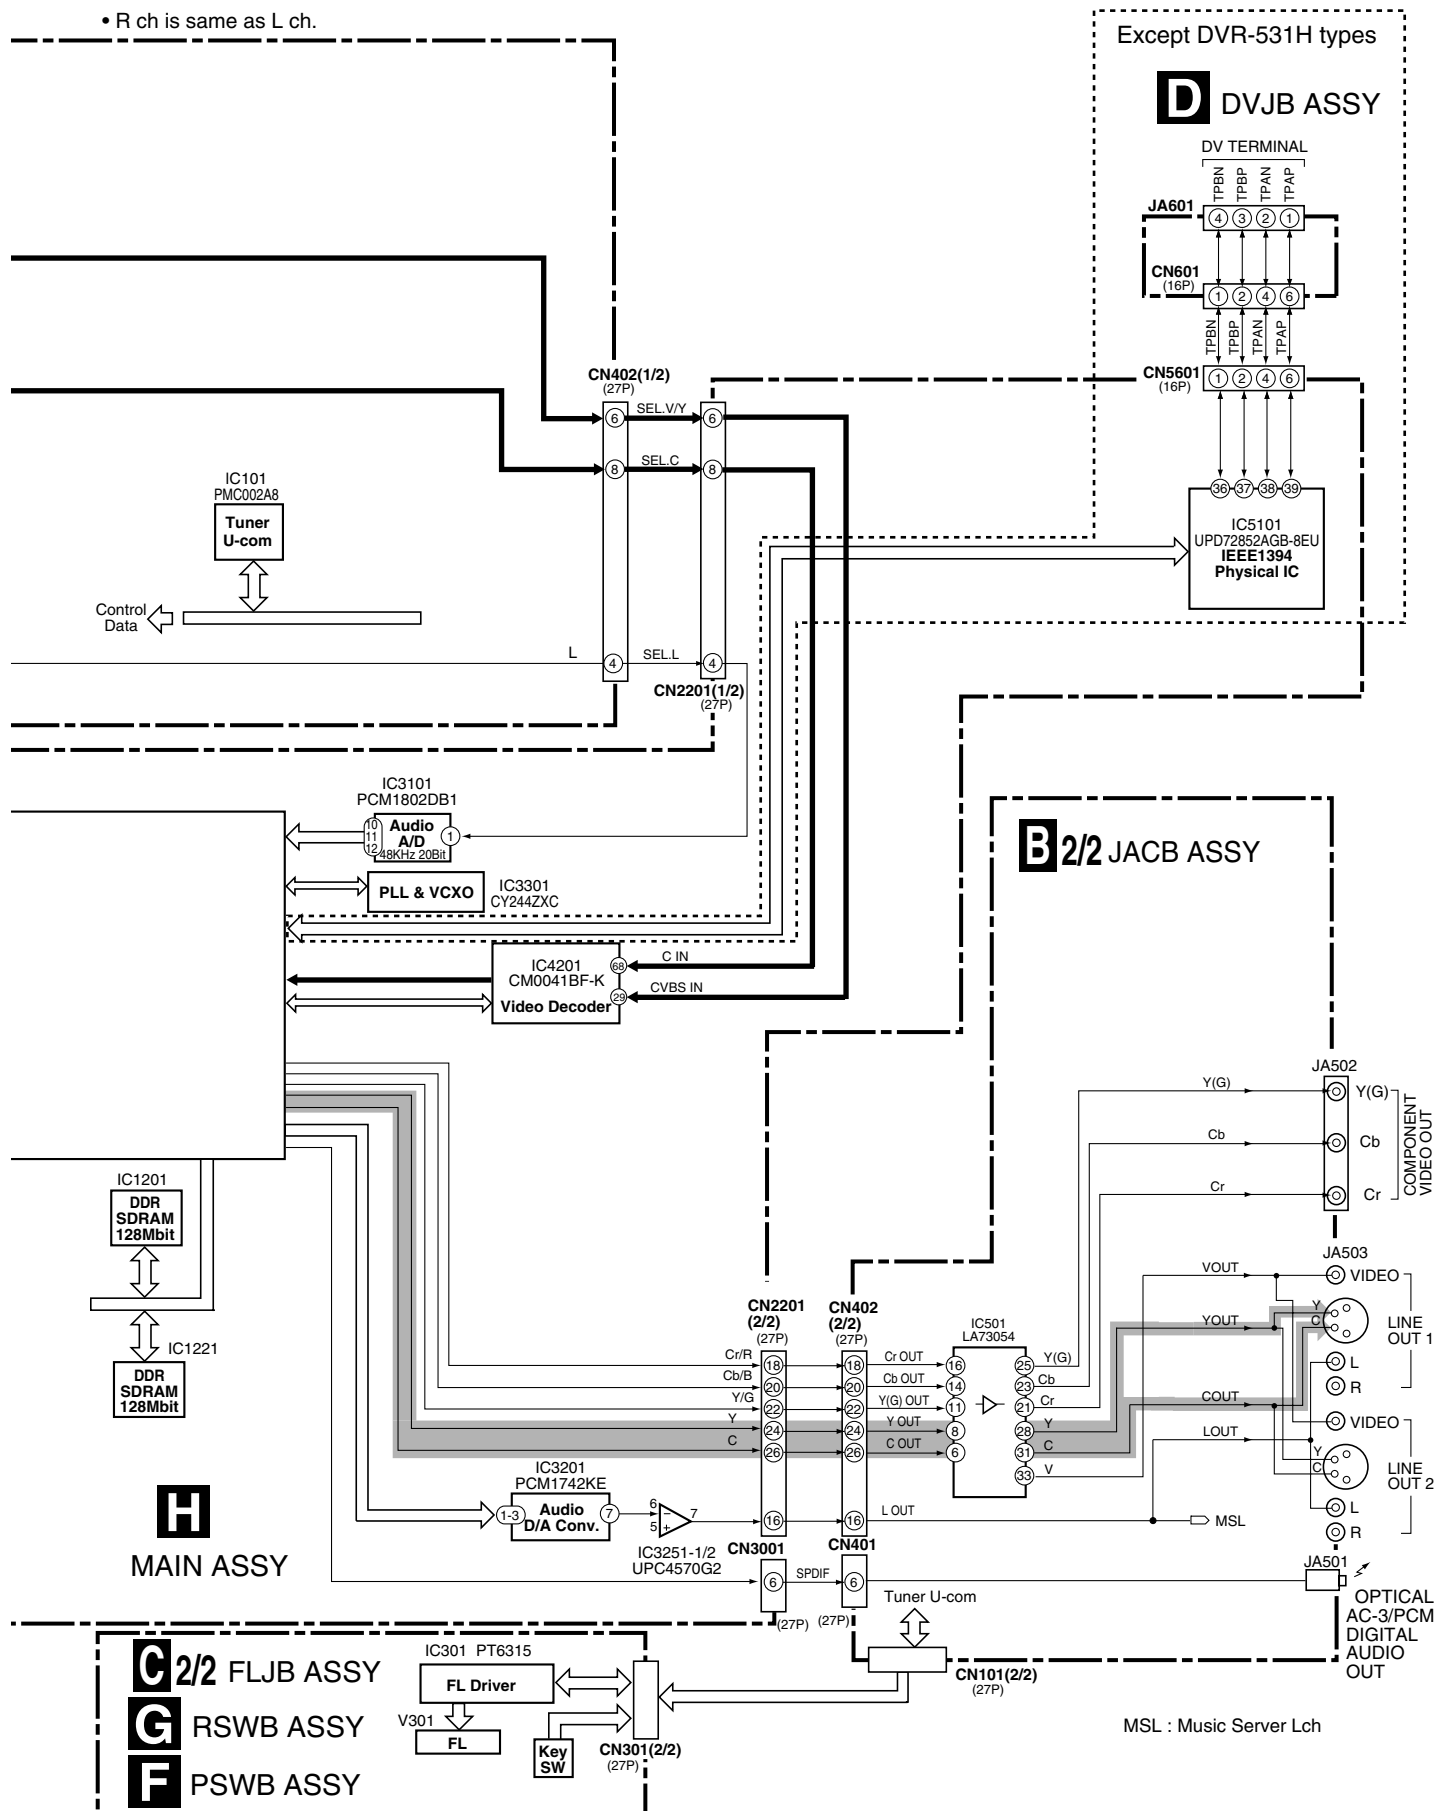 • R ch is same as L ch.
Except DVR-531H types
D DVJB ASSY
DV TERMINAL
TPBN
TPBP
TPAN
TPAP
JA601
4 3 2 1
CN601
(16P)
1 2 4 6
TPBN
TPBP
TPAN
TPAP
CN5601
(16P)
1 2 4 6
36 37 38 39
IC5101
UPD72852AGB-8EU
IEEE1394
Physical IC
CN402(1/2)
(27P)
6 SEL.V/Y 6
8 SEL.C 8
IC101
PMC002A8
Tuner
U-com
Control
Data
L 4 SEL.L 4
CN2201(1/2)
(27P)
IC3101
PCM1802DB1
10
11
12
Audio
A/D
48KHz 20Bit
1
PLL & VCXO
IC3301
CY244ZXC
IC4201
CM0041BF-K
Video Decoder
68 C IN
29 CVBS IN
B 2/2 JACB ASSY
JA502
Y(G) Y(G)
Cb Cb
Cr Cr
COMPONENT
VIDEO OUT
IC1201
DDR
SDRAM
128Mbit
IC1221
DDR
SDRAM
128Mbit
JA503
VOUT VIDEO
YOUT Y
C
LINE
OUT 1
L
R
COUT
VIDEO
LOUT
Y
C
LINE
OUT 2
L
R
CN2201
(2/2)
(27P)
CN402
(2/2)
(27P)
IC501
LA73054
Cr/R 18 18 Cr OUT 16 25 Y(G)
Cb/B 20 20 Cb OUT 14 23 Cb
Y/G 22 22 Y(G) OUT 11 21 Cr
Y 24 24 Y OUT 8 28 Y
C 26 26 C OUT 6 31 C
33 V
IC3201
PCM1742KE
1-3 Audio
D/A Conv.
7
6 −
5 +
7
16 16 L OUT MSL
IC3251-1/2
UPC4570G2
CN3001
CN401
6 SPDIF 6
(27P) (27P)
JA501
OPTICAL
AC-3/PCM
DIGITAL
AUDIO
OUT
H
MAIN ASSY
Tuner U-com
CN101(2/2)
(27P)
C 2/2 FLJB ASSY
G RSWB ASSY
F PSWB ASSY
IC301 PT6315
FL Driver
V301
FL
Key
SW
CN301(2/2)
(27P)
MSL : Music Server Lch